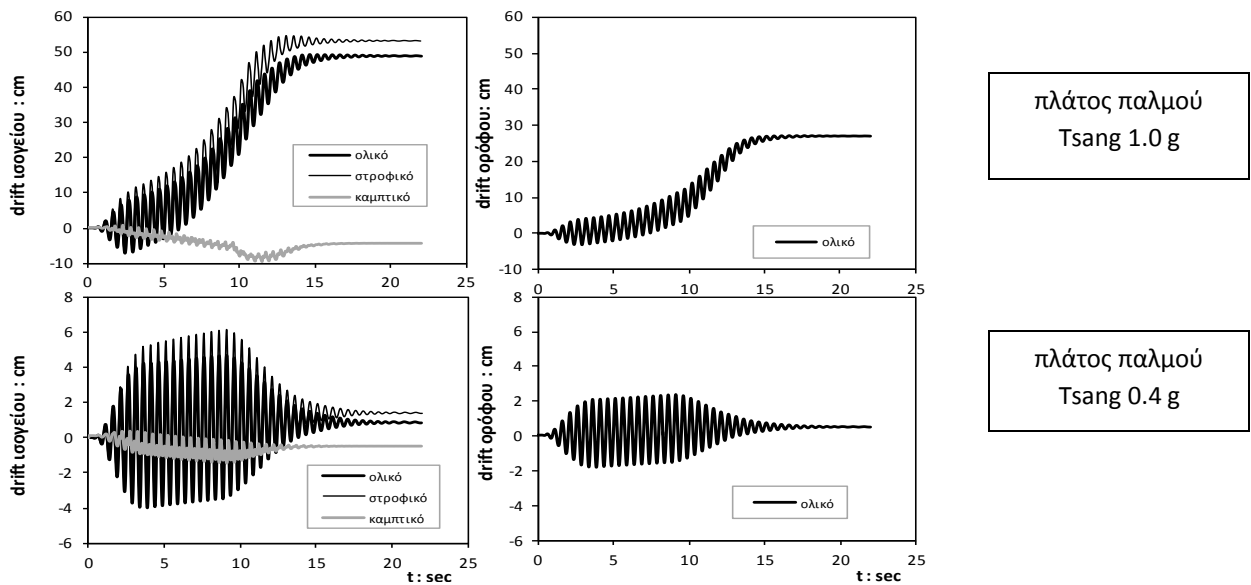 drift ισογείου : cm
60
50
40
30
20
10
0
-10
0 5 10 15 20 25
ολικό
στροφικό
καμπτικό
drift ορόφου: cm
60
50
40
30
20
10
0
-10
0 5 10 15 20 25
ολικό
πλάτος παλμού
Tsang 1.0 g
drift ισογείου : cm
8
6
4
2
0
-2
-4
-6
0 5 10 15 20 25
t : sec
ολικό
στροφικό
καμπτικό
drift ορόφου : cm
8
6
4
2
0
-2
-4
-6
0 5 10 15 20 25
t: sec
ολικό
πλάτος παλμού
Tsang 0.4 g